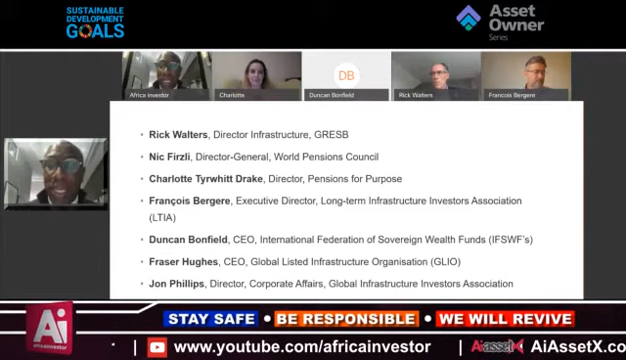 SUSTAINABLE
DEVELOPMENT
GOALS
Asset
Owner
Series
DB
Africa investor
Charlotte
Duncan Bonfield
Rick Walters
Francois Bergere
• Rick Walters, Director Infrastructure, GRESB
• Nic Firzli, Director-General, World Pensions Council
• Charlotte Tyrwhitt Drake, Director, Pensions for Purpose
• François Bergere, Executive Director, Long-term Infrastructure Investors Association
(LTIA)
• Duncan Bonfield, CEO, International Federation of Sovereign Wealth Funds (IFSWF's)
• Fraser Hughes, CEO, Global Listed Infrastructure Organisation (GLIO)
• Jon Phillips, Director, Corporate Affairs, Global Infrastructure Investors Association
STAY SAFE • BE RESPONSIBLE • WE WILL REVIVE
Ai
africainvestor
www.youtube.com/africainvestor
AiAssetX
AiAssetX.co